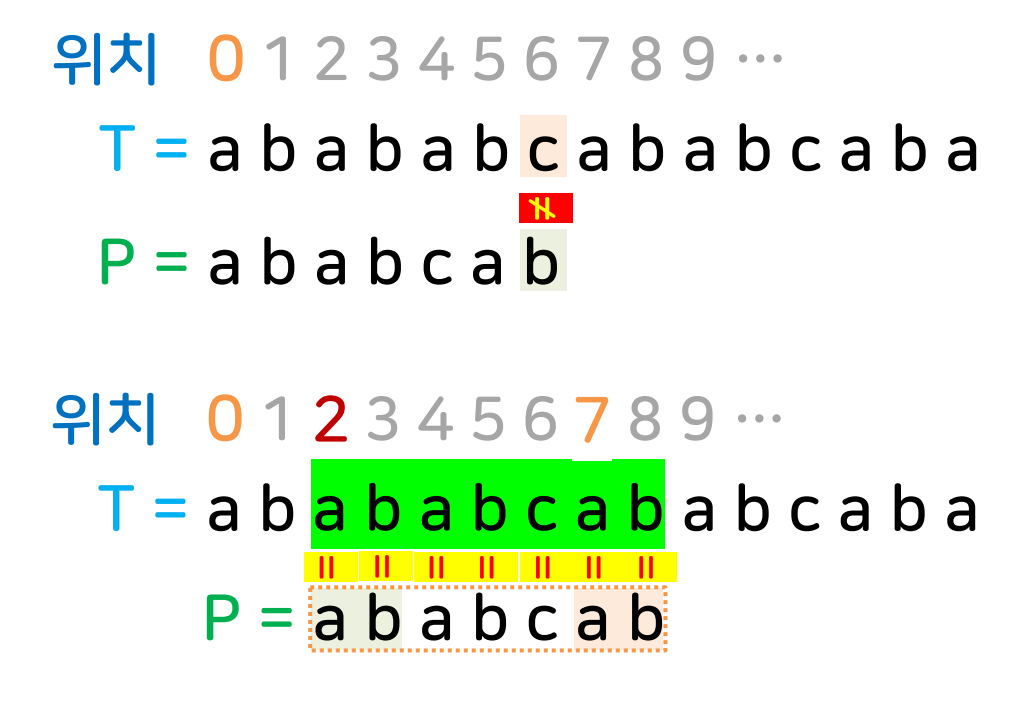 위치 0 1 2 3 4 5 6 7 8 9 ···
T = a b a b a b c a b a b c a b a
≠
P = a b a b c a b
위치 0 1 2 3 4 5 6 7 8 9 ···
T = a b a b a b c a b a b c a b a
= = = = = = =
P = a b a b c a b